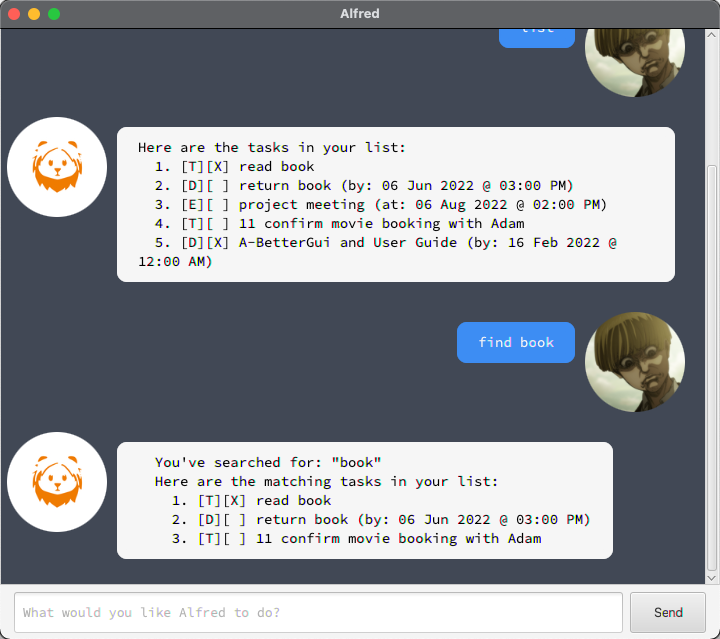 Alfred
list
Here are the tasks in your list:
1. [T][X] read book
2. [D][ ] return book (by: 06 Jun 2022 @ 03:00 PM)
3. [E][ ] project meeting (at: 06 Aug 2022 @ 02:00 PM)
4. [T][ ] 11 confirm movie booking with Adam
5. [D][X] A-BetterGui and User Guide (by: 16 Feb 2022 @
12:00 AM)
find book
You've searched for: "book"
Here are the matching tasks in your list:
1. [T][X] read book
2. [D][ ] return book (by: 06 Jun 2022 @ 03:00 PM)
3. [T][ ] 11 confirm movie booking with Adam
What would you like Alfred to do?
Send